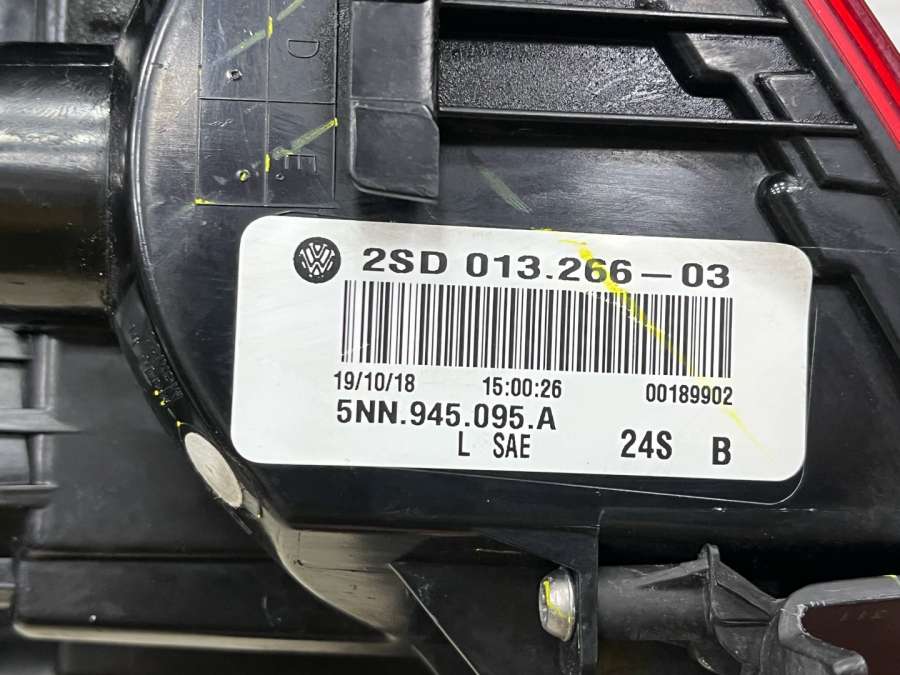 D
E
2SD 013.266-03
19/10/18 15:00:26 00189902
5NN.945.095.A
L SAE 24S B